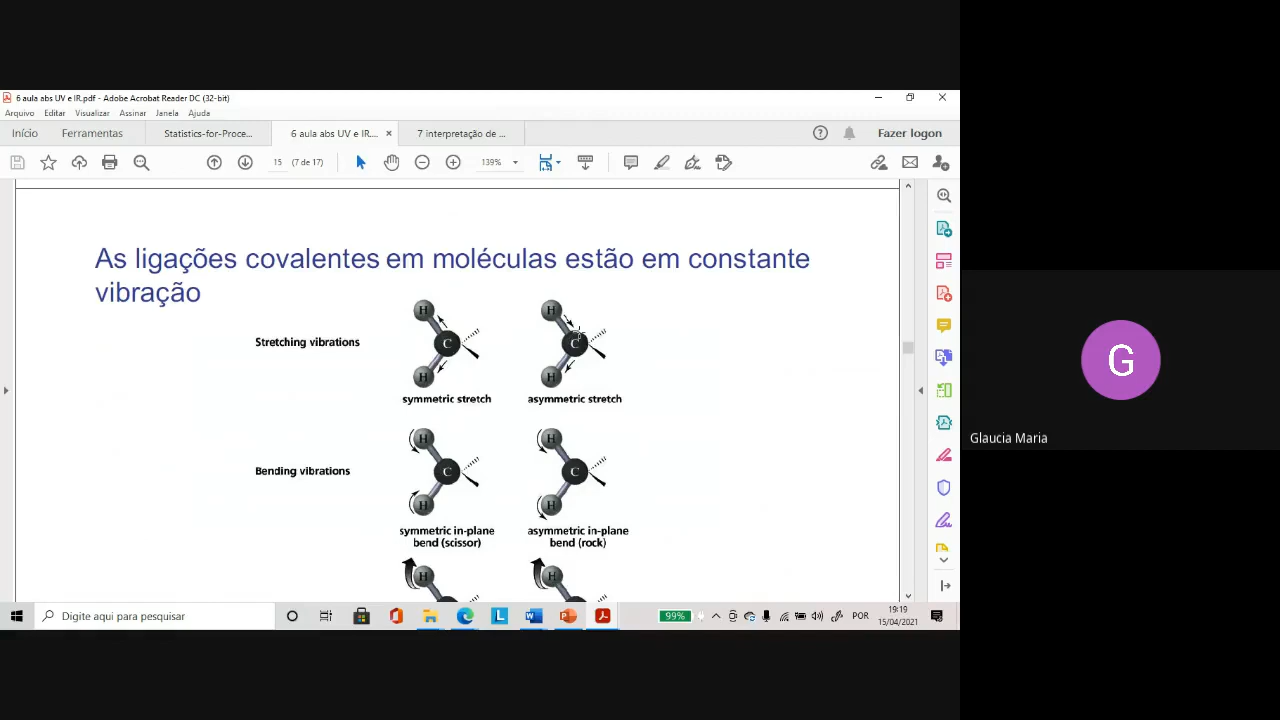 6 aula abs UV e IR.pdf - Adobe Acrobat Reader DC (32-bit)
Arquivo Editar Visualizar Assinar Janela Ajuda
Início Ferramentas Statistics-for-Proce... 6 aula abs UV e IR.... × 7 interpretação de ... Fazer logon
15 (7 de 17) 139%
As ligações covalentes em moléculas estão em constante
vibração
H H
Stretching vibrations C C
H H
symmetric stretch asymmetric stretch
H H
Bending vibrations C C
H H
symmetric in-plane asymmetric in-plane
bend (scissor) bend (rock)
H H
G
Glaucia Maria
Digite aqui para pesquisar L 99% POR 19:19
15/04/2021